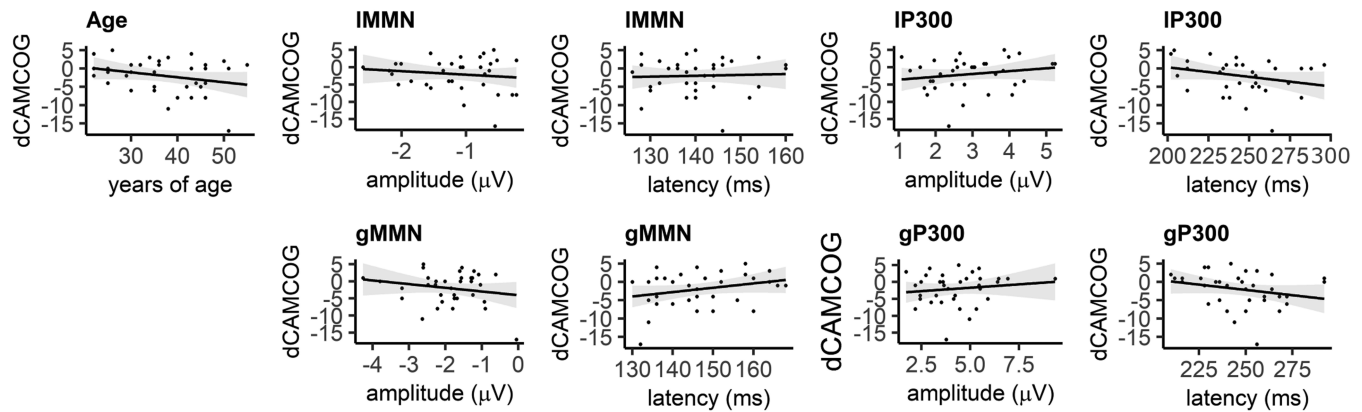 Age
dCAMCOG
5
0
-5
-10
-15
30 40 50
years of age
lMMN
dCAMCOG
5
0
-5
-10
-15
-2 -1
amplitude (μV)
lMMN
dCAMCOG
5
0
-5
-10
-15
130 140 150 160
latency (ms)
lP300
dCAMCOG
5
0
-5
-10
-15
1 2 3 4 5
amplitude (μV)
lP300
dCAMCOG
5
0
-5
-10
-15
200 225 250 275 300
latency (ms)
gMMN
dCAMCOG
5
0
-5
-10
-15
-4 -3 -2 -1 0
amplitude (μV)
gMMN
dCAMCOG
5
0
-5
-10
-15
130 140 150 160
latency (ms)
gP300
dCAMCOG
5
0
-5
-10
-15
2.5 5.0 7.5
amplitude (μV)
gP300
dCAMCOG
5
0
-5
-10
-15
225 250 275
latency (ms)